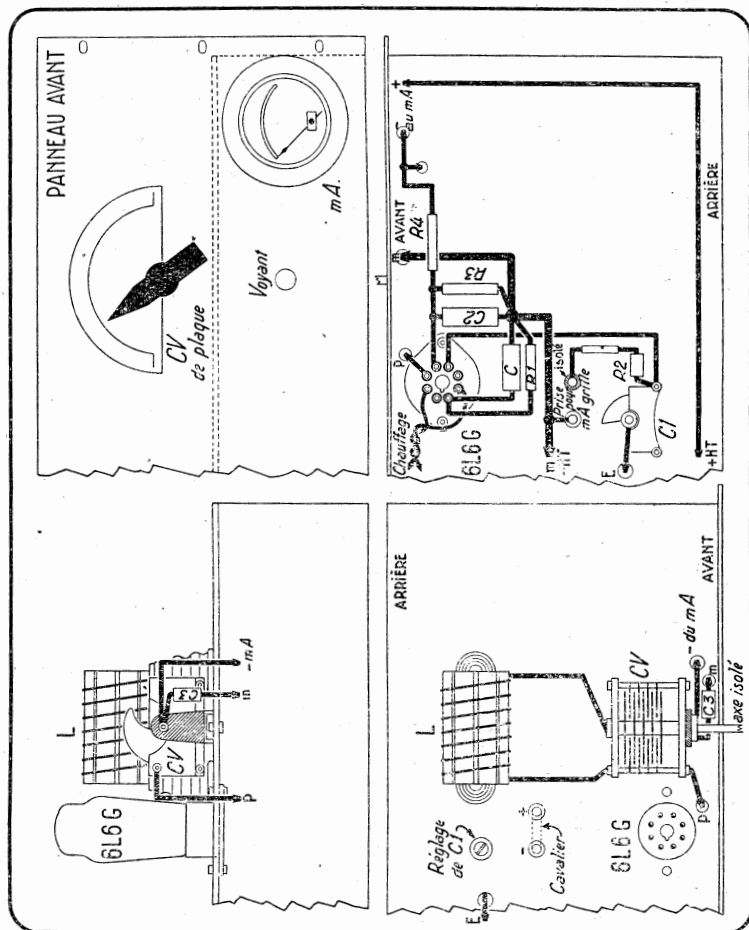 PANNEAU AVANT
CV
de plaque
Voyant
mA.
M
+
du mA
AVANT
m
R4
R3
C2
P
C
R1
Chauffage
6L6G
m
Prise isolé
pour
mA grille
R2
C1
E
+HT
ARRIÈRE
L
-mA
C3
m
CV
P
6L6G
ARRIÈRE
AVANT
L
- du mA
CV
C3
m
axe isolé
P
Réglage
de C1
+
-
Cavalier
6L6G
E